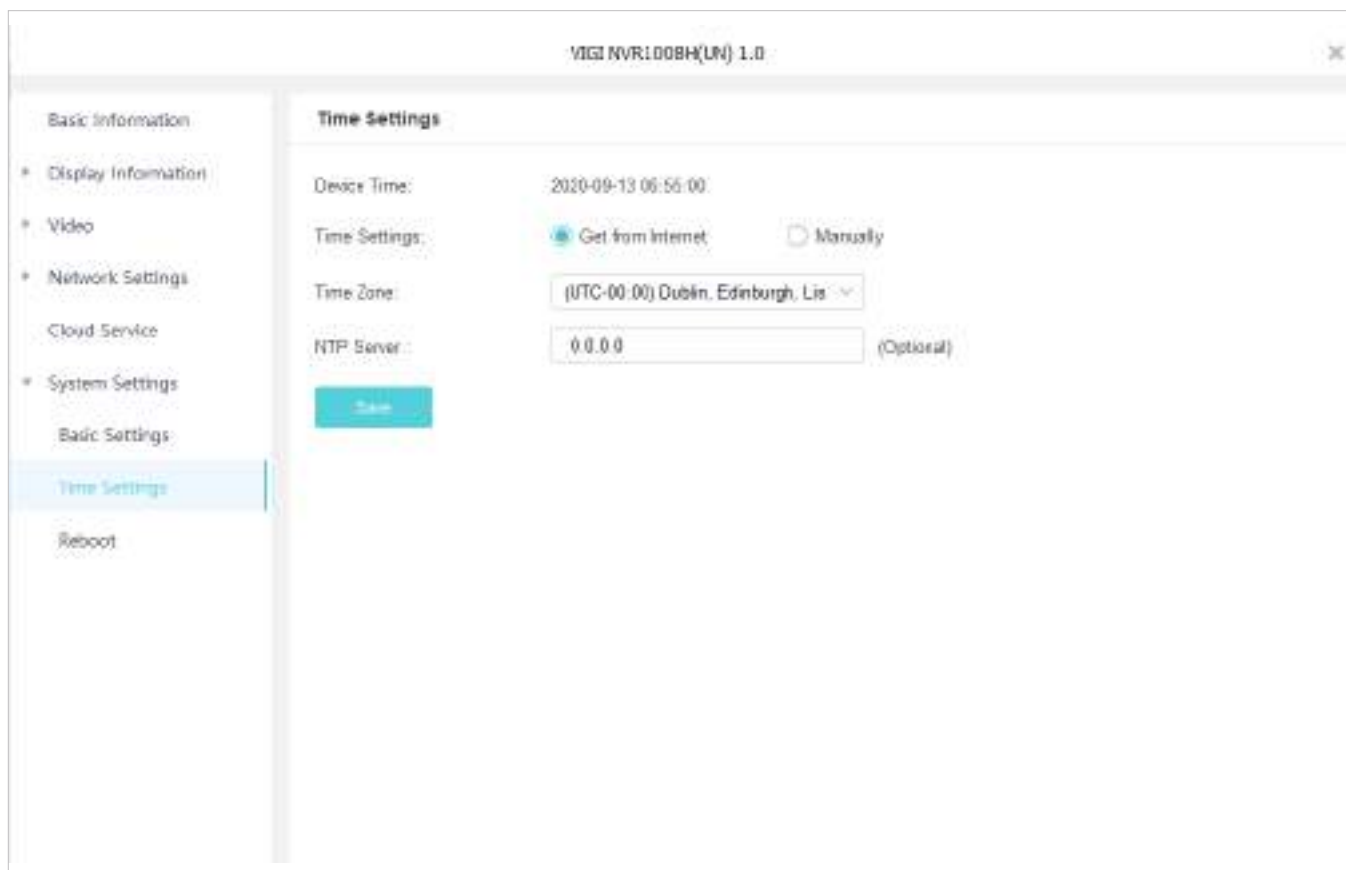 VIGI NVR1008H(UN) 1.0
Basic Information
Display Information
Video
Network Settings
Cloud Service
System Settings
Basic Settings
Time Settings
Reboot
Time Settings
Device Time: 2020-09-13 06:55:00
Time Settings: Get from Internet Manually
Time Zone: (UTC-00:00) Dublin, Edinburgh, Lis
NTP Server : 0.0.0.0 (Optional)
Save